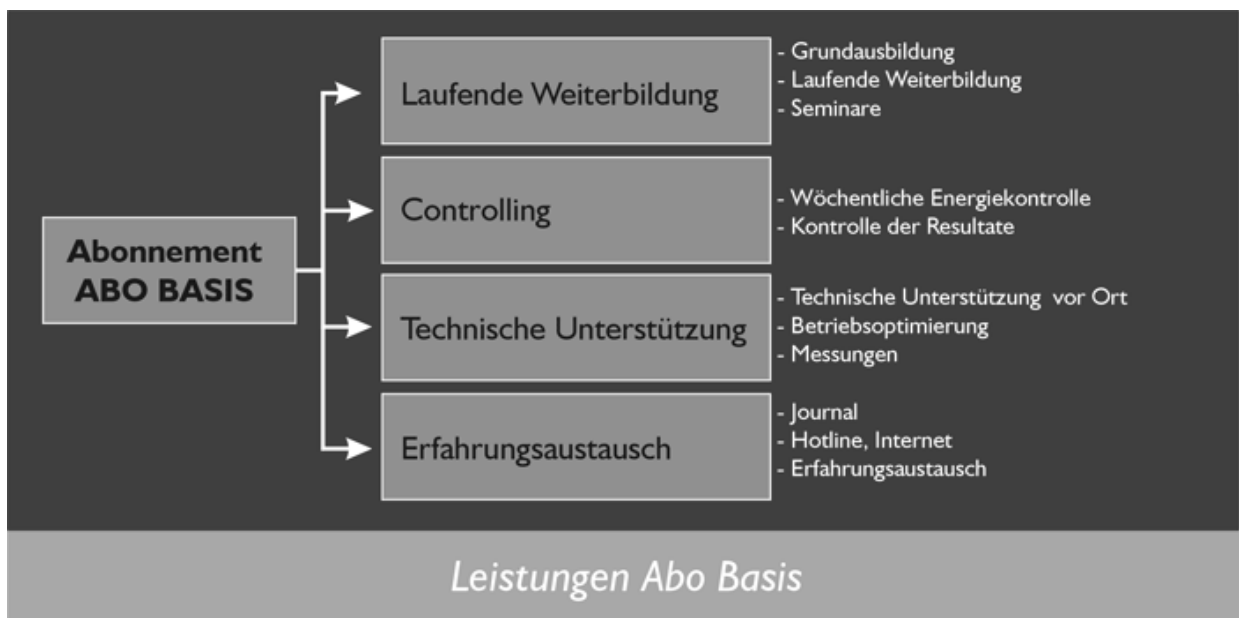 Abonnement
ABO BASIS
Laufende Weiterbildung
- Grundausbildung
- Laufende Weiterbildung
- Seminare
Controlling
- Wöchentliche Energiekontrolle
- Kontrolle der Resultate
Technische Unterstützung
- Technische Unterstützung vor Ort
- Betriebsoptimierung
- Messungen
Erfahrungsaustausch
- Journal
- Hotline, Internet
- Erfahrungsaustausch
Leistungen Abo Basis